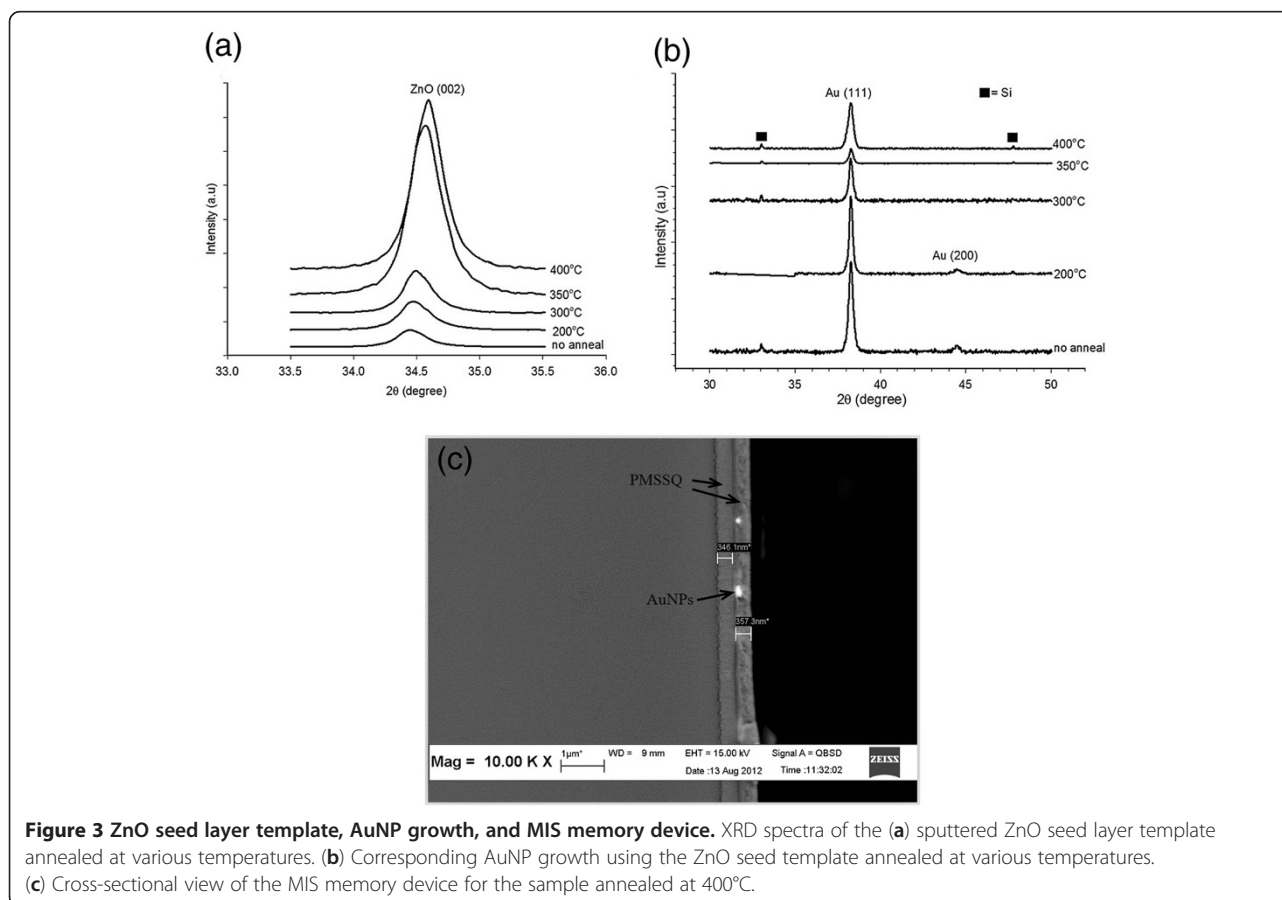 (a)
ZnO (002)
Intensity (a.u)
400°C
350°C
300°C
200°C
no anneal
33.0 33.5 34.0 34.5 35.0 35.5 36.0
2θ (degree)
(b)
Au (111)
= Si
400°C
350°C
300°C
Au (200)
200°C
no anneal
Intensity (a.u)
30 35 40 45 50
2θ (degree)
(c)
PMSSQ
346.1nm*
AuNPs
357.3nm*
Mag = 10.00 K X
1µm*
WD = 9 mm
EHT = 15.00 kV
Signal A = QBSD
Date :13 Aug 2012
Time :11:32:02
ZEISS
Figure 3 ZnO seed layer template, AuNP growth, and MIS memory device. XRD spectra of the (a) sputtered ZnO seed layer template
annealed at various temperatures. (b) Corresponding AuNP growth using the ZnO seed template annealed at various temperatures.
(c) Cross-sectional view of the MIS memory device for the sample annealed at 400°C.